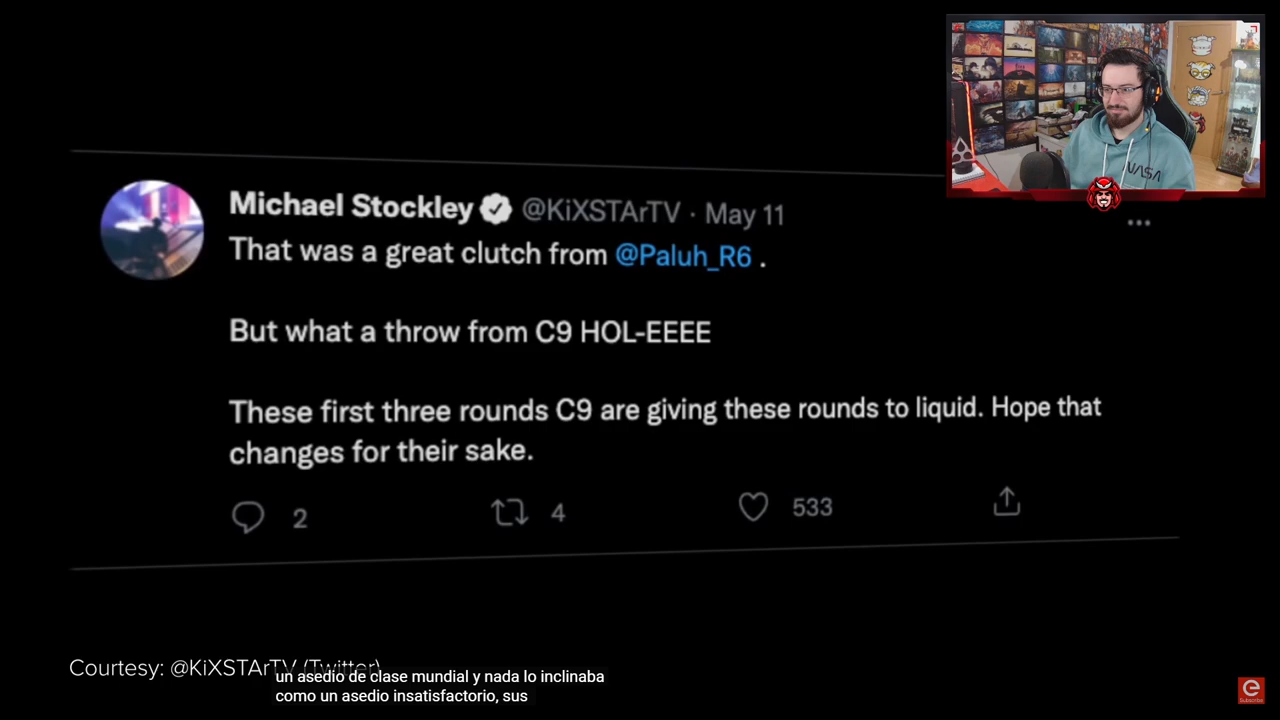 Michael Stockley @KiXSTArTV · May 11
That was a great clutch from @Paluh_R6 .
But what a throw from C9 HOL-EEEE
These first three rounds C9 are giving these rounds to liquid. Hope that
changes for their sake.
2 4 533
NASA
Courtesy: @KiXSTArTV (Twitter)
un asedio de clase mundial y nada lo inclinaba
como un asedio insatisfactorio, sus
e
Subscribe